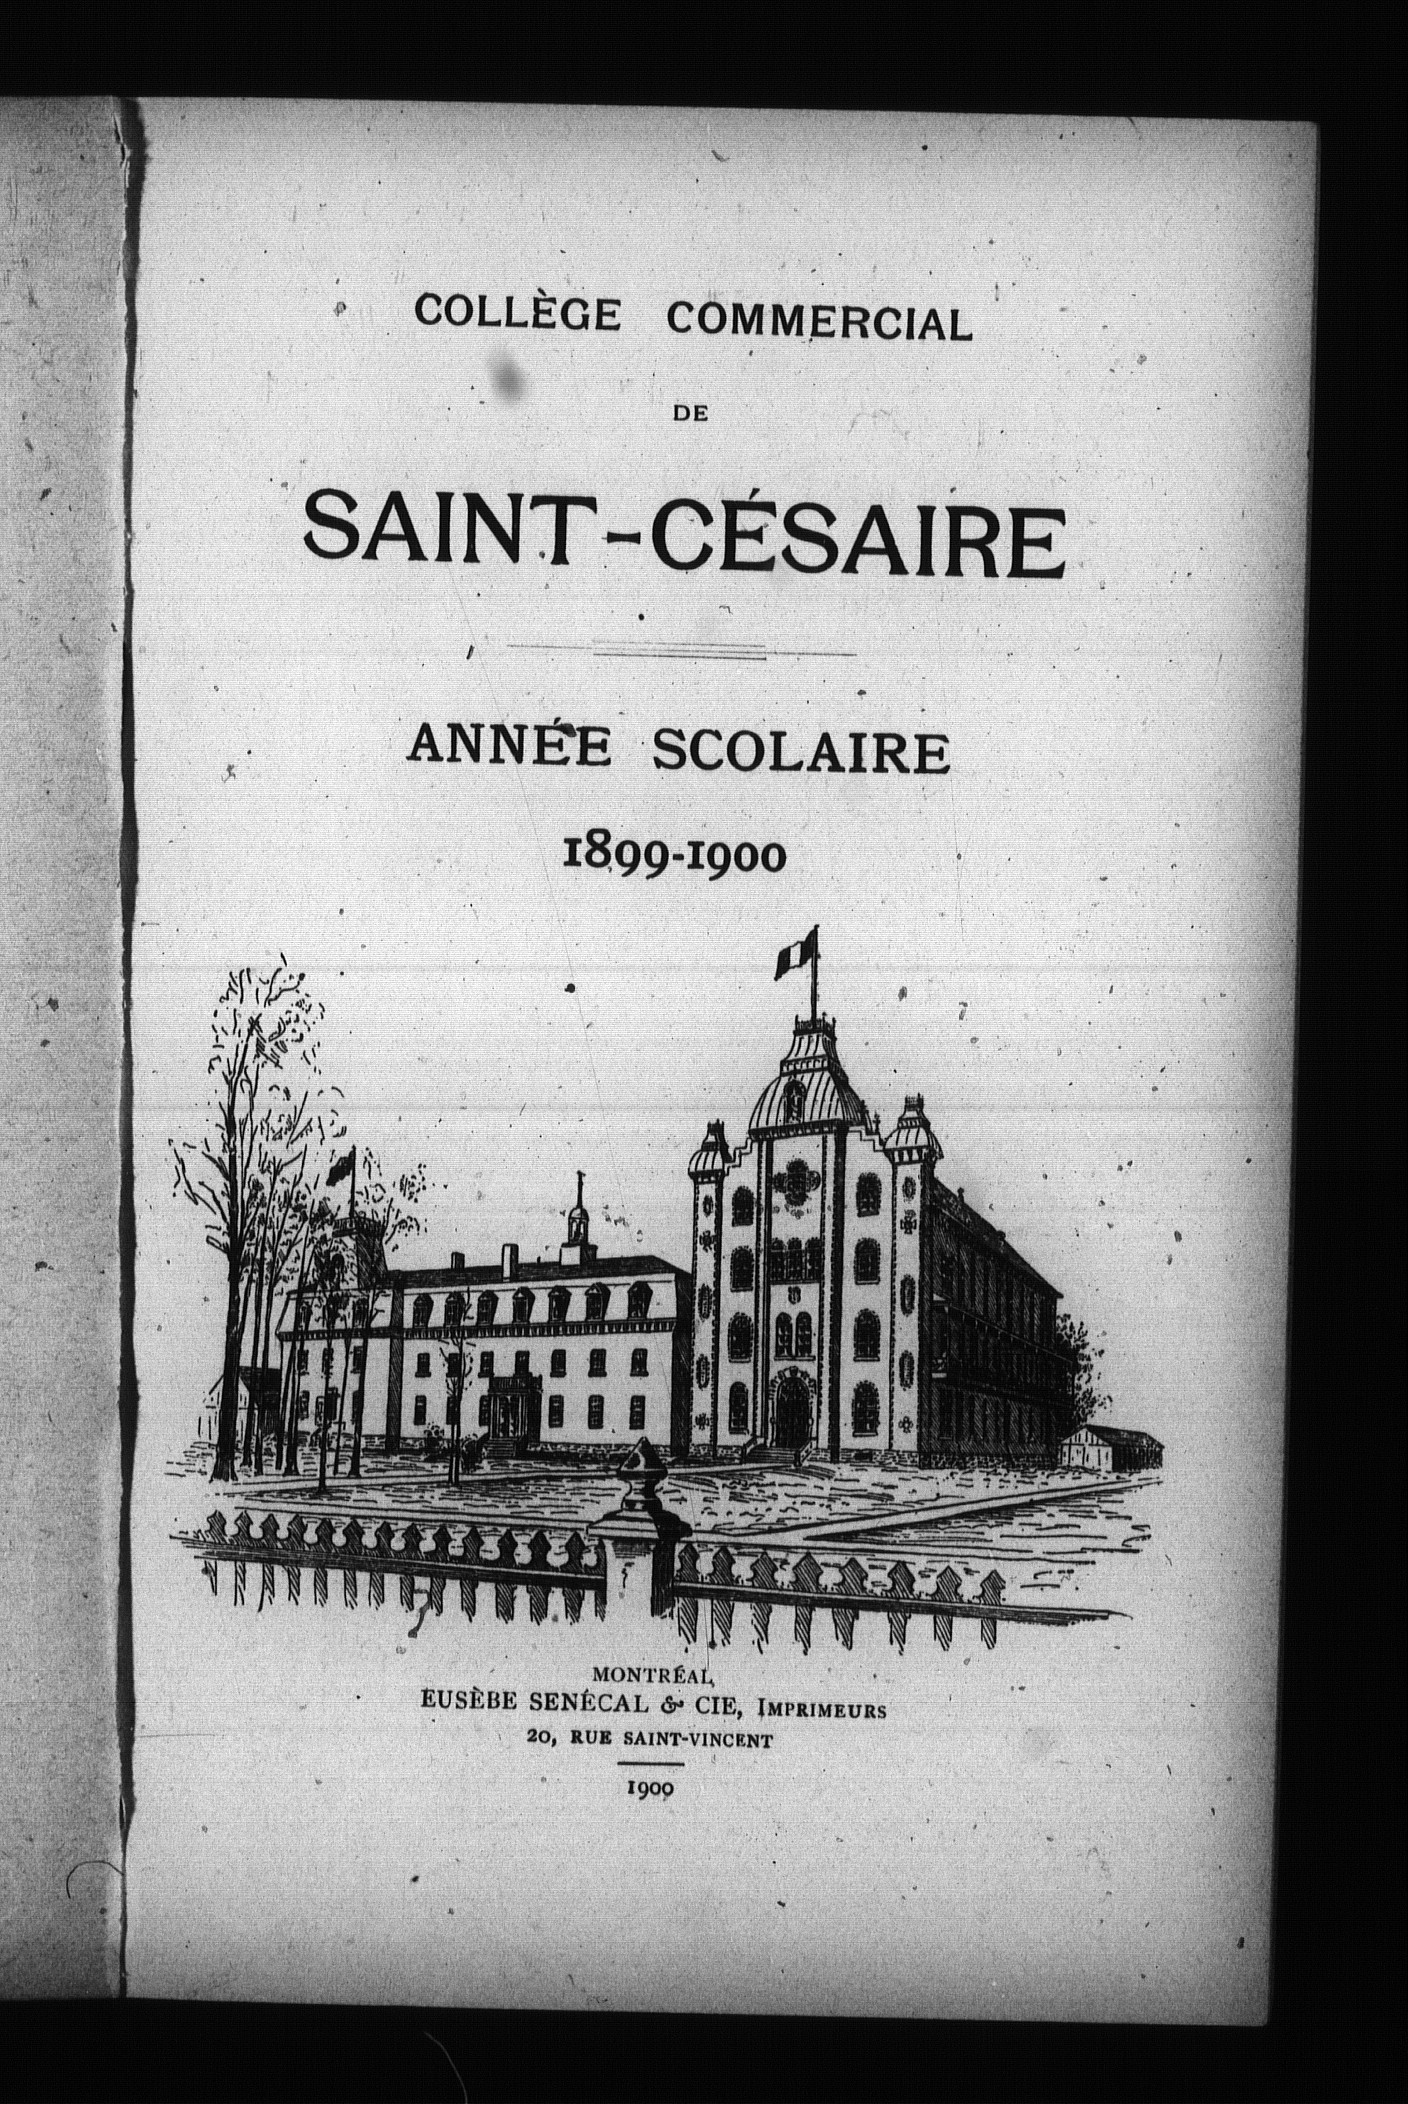 COLLÈGE COMMERCIAL
DE
SAINT-CÉSAIRE
ANNÉE SCOLAIRE
1899-1900
MONTRÉAL
EUSÈBE SENÉCAL & CIE, IMPRIMEURS
20, RUE SAINT-VINCENT
1900